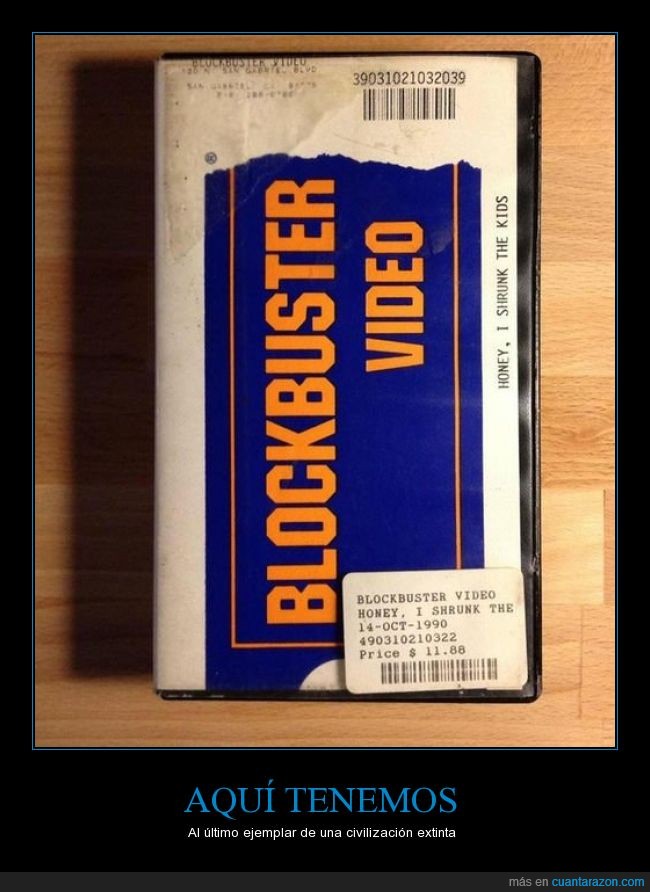 BLOCKBUSTER VIDEO
39031021032039
®
BLOCKBUSTER
VIDEO
HONEY, I SHRUNK THE KIDS
BLOCKBUSTER VIDEO
HONEY, I SHRUNK THE
14-OCT-1990
490310210322
Price $ 11.88
AQUÍ TENEMOS
Al último ejemplar de una civilización extinta
más en cuantarazon.com